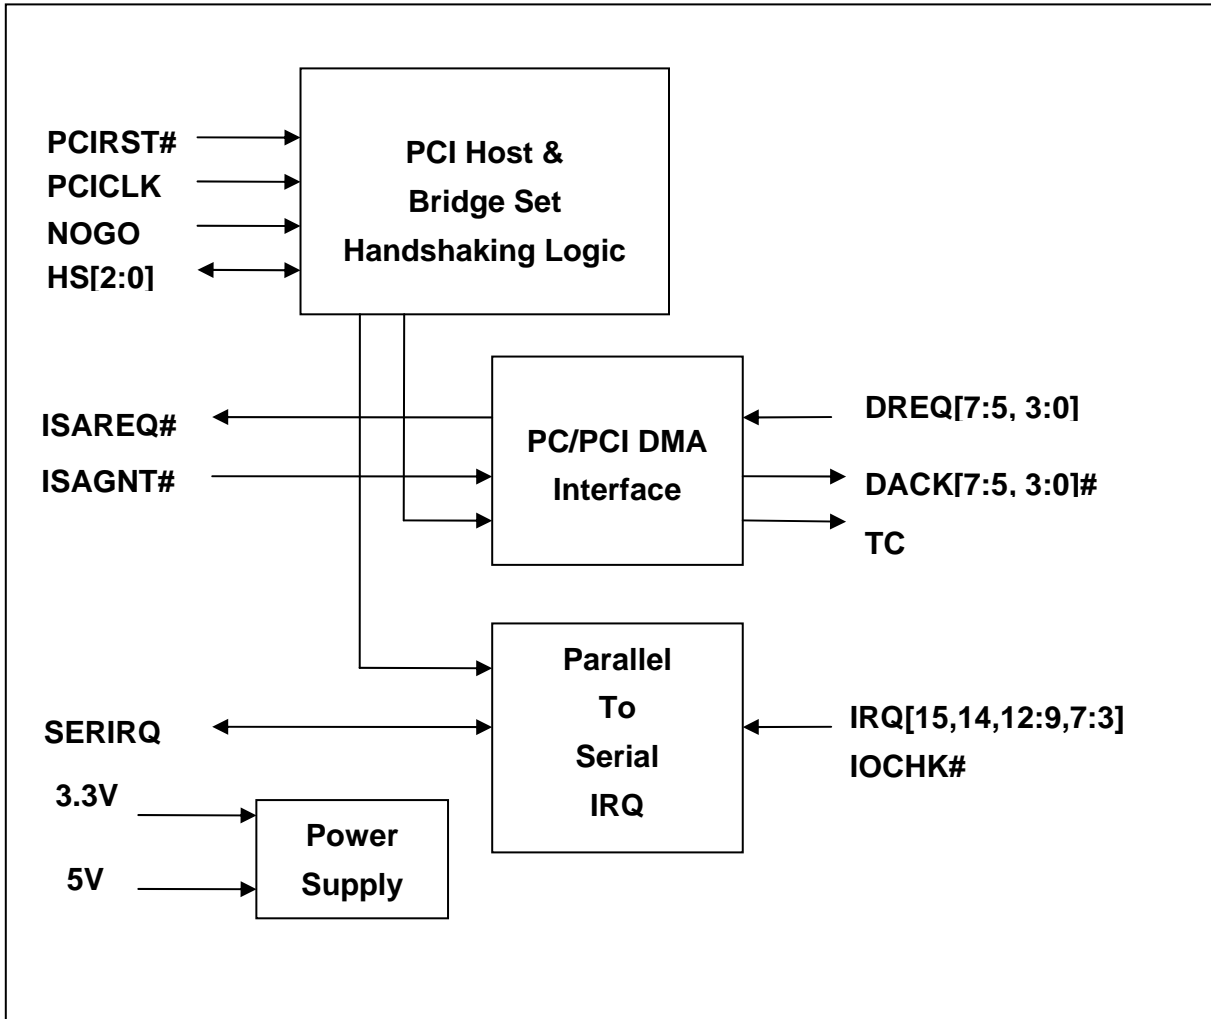 PCIRST#
PCICLK
NOGO
HS[2:0]
PCI Host &
Bridge Set
Handshaking Logic
ISAREQ#
ISAGNT#
PC/PCI DMA
Interface
DREQ[7:5, 3:0]
DACK[7:5, 3:0]#
TC
SERIRQ
Parallel
To
Serial
IRQ
IRQ[15,14,12:9,7:3]
IOCHK#
3.3V
5V
Power
Supply